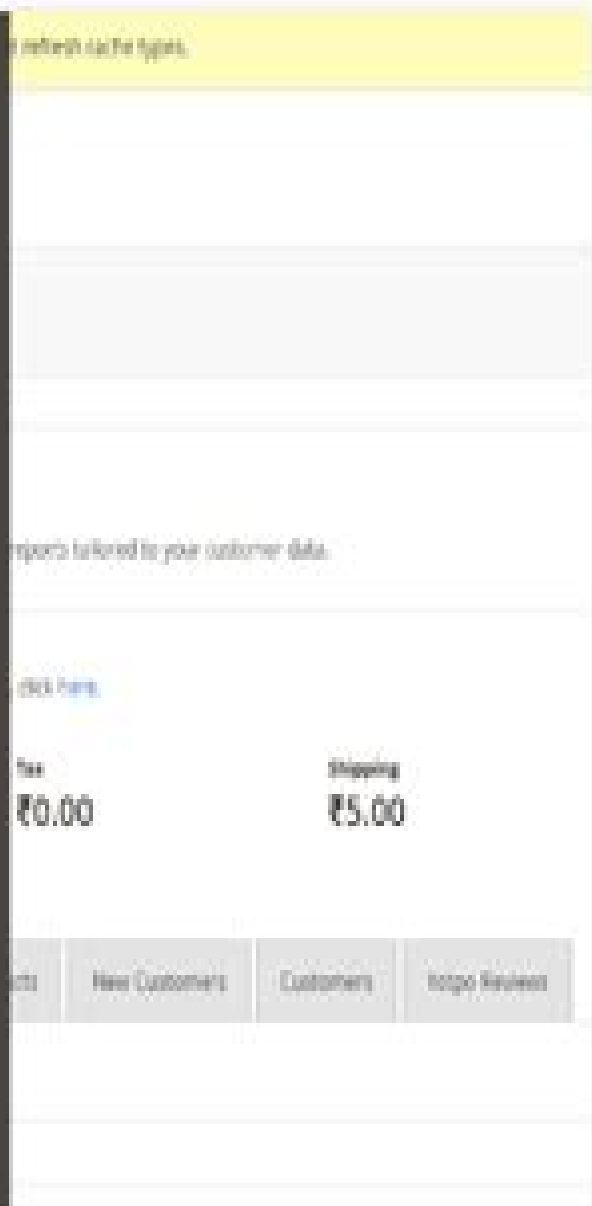 refresh cache types.
reports tailored to your customer data.
, click here.
Tax
Shipping
₹0.00
₹5.00
cts
New Customers
Customers
Yotpo Reviews